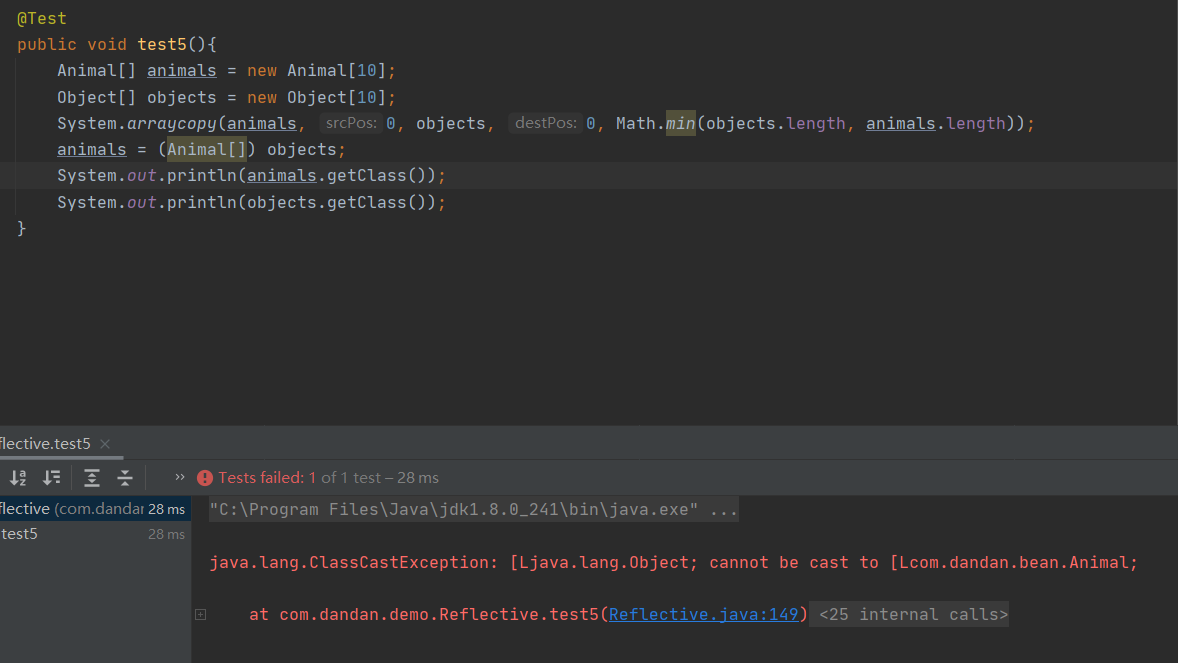 @Test
public void test5(){
Animal[] animals = new Animal[10];
Object[] objects = new Object[10];
System.arraycopy(animals, srcPos: 0, objects, destPos: 0, Math.min(objects.length, animals.length));
animals = (Animal[]) objects;
System.out.println(animals.getClass());
System.out.println(objects.getClass());
}
flective.test5
Tests failed: 1 of 1 test – 28 ms
flective (com.dandar 28 ms
test5 28 ms
"C:\Program Files\Java\jdk1.8.0_241\bin\java.exe" ...
java.lang.ClassCastException: [Ljava.lang.Object; cannot be cast to [Lcom.dandan.bean.Animal;
at com.dandan.demo.Reflective.test5(Reflective.java:149) <25 internal calls>